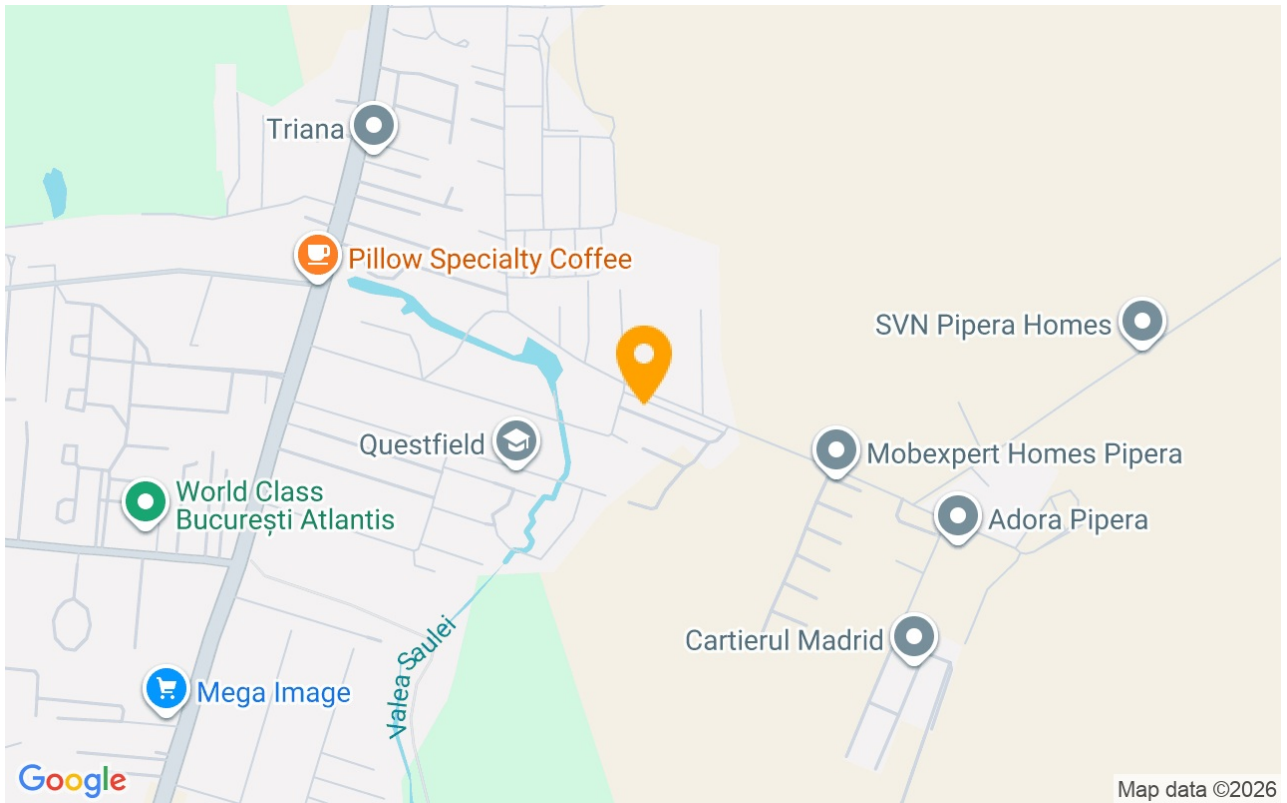 Triana
Pillow Specialty Coffee
SVN Pipera Homes
Questfield
Mobexpert Homes Pipera
World Class
București Atlantis
Adora Pipera
Valea Saulei
Cartierul Madrid
Mega Image
Google
Map data ©2026